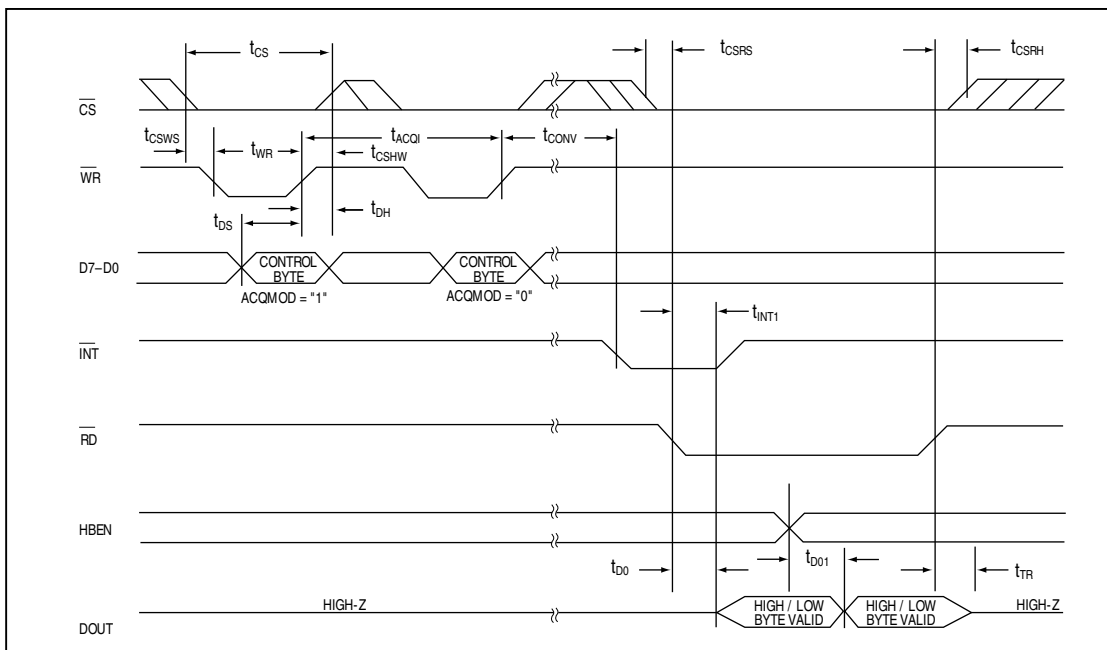 tCS
tCSRS
tCSRH
CS
tCSWS
tWR
tACQI
tCSHW
tCONV
WR
tDS
tDH
D7–D0
CONTROL
BYTE
CONTROL
BYTE
ACQMOD = "1"
ACQMOD = "0"
tINT1
INT
RD
HBEN
tD0
tD01
tTR
HIGH-Z
HIGH / LOW
BYTE VALID
HIGH / LOW
BYTE VALID
HIGH-Z
DOUT